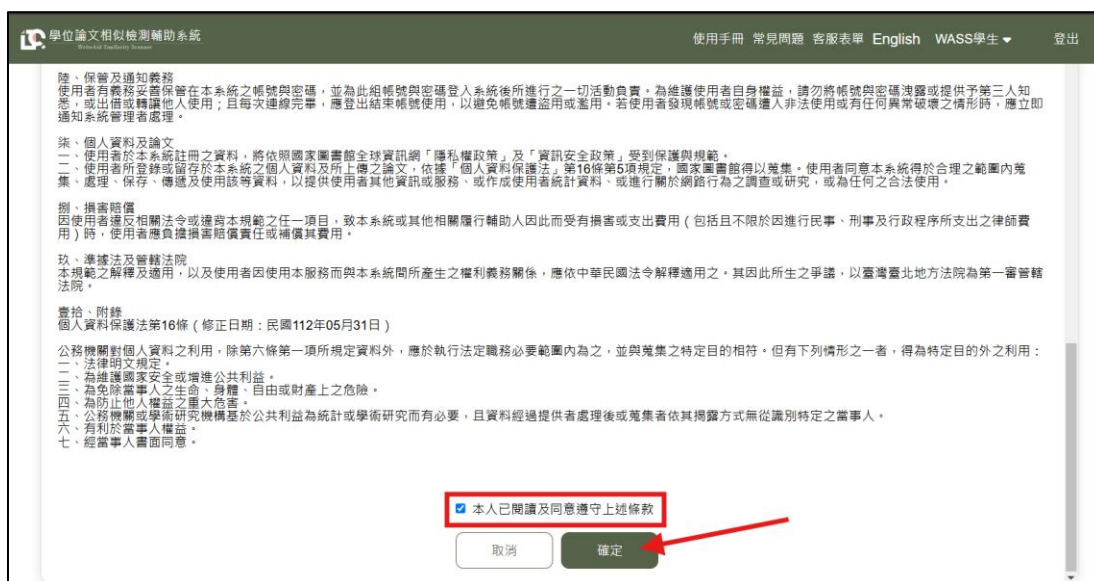 學位論文相似檢測輔助系統
使用手冊 常見問題 客服表單 English WASS學生 登出
陸、保管及通知義務
使用者有義務妥善保管在本系統之帳號與密碼，並為此組帳號與密碼登入系統後所進行之一切活動負責。為維護使用者自身權益，請勿將帳號與密碼洩露或提供予第三人知
悉，或出借或轉讓他人使用；且每次連線完畢，應登出結束帳號使用，以避免帳號遭盜用或濫用。若使用者發現帳號或密碼遭人非法使用或有任何異常破壞之情形時，應立即
通知系統管理者處理。
柒、個人資料及論文
一、使用者於本系統註冊之資料，將依照國家圖書館全球資訊網「隱私權政策」及「資訊安全政策」受到保護與規範。
二、使用者所登錄或留存於本系統之個人資料及所上傳之論文，依據「個人資料保護法」第16條第5項規定，國家圖書館得以蒐集。使用者同意本系統得於合理之範圍內蒐
集、處理、保存、傳遞及使用該等資料，以提供使用者其他資訊或服務、或作成使用者統計資料、或進行關於網路行為之調查或研究，或為任何之合法使用。
捌、損害賠償
因使用者違反相關法令或違背本規範之任一項目，致本系統或其他相關履行輔助人因此而受有損害或支出費用（包括且不限於因進行民事、刑事及行政程序所支出之律師費
用）時，使用者應負擔損害賠償責任或補償其費用。
玖、準據法及管轄法院
本規範之解釋及適用，以及使用者因使用本服務而與本系統間所產生之權利義務關係，應依中華民國法令解釋適用之。其因此所生之爭議，以臺灣臺北地方法院為第一審管轄
法院。
壹拾、附錄
個人資料保護法第16條（修正日期：民國112年05月31日）
公務機關對個人資料之利用，除第六條第一項所規定資料外，應於執行法定職務必要範圍內為之，並與蒐集之特定目的相符。但有下列情形之一者，得為特定目的外之利用：
一、法律明文規定。
二、為維護國家安全或增進公共利益。
三、為免除當事人之生命、身體、自由或財產上之危險。
四、為防止他人權益之重大危害。
五、公務機關或學術研究機構基於公共利益為統計或學術研究而有必要，且資料經過提供者處理後或蒐集者依其揭露方式無從識別特定之當事人。
六、有利於當事人權益。
七、經當事人書面同意。
本人已閱讀及同意遵守上述條款
取消 確定